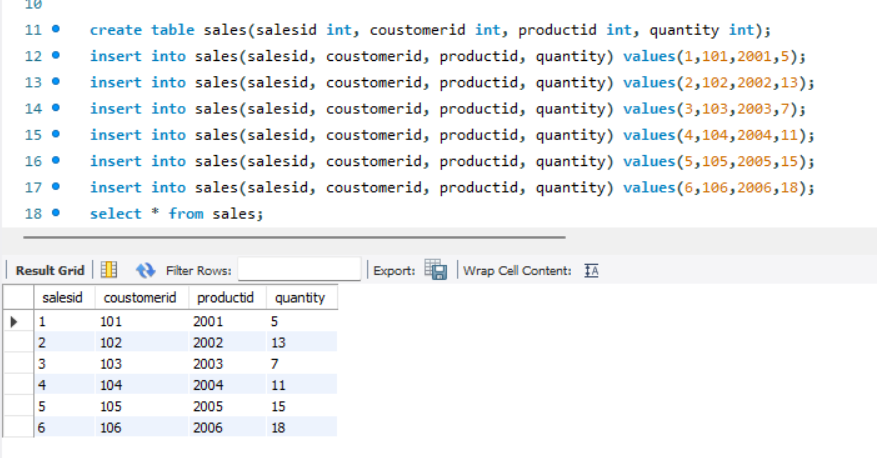 10
11 create table sales(salesid int, coustomerid int, productid int, quantity int);
12 insert into sales(salesid, coustomerid, productid, quantity) values(1,101,2001,5);
13 insert into sales(salesid, coustomerid, productid, quantity) values(2,102,2002,13);
14 insert into sales(salesid, coustomerid, productid, quantity) values(3,103,2003,7);
15 insert into sales(salesid, coustomerid, productid, quantity) values(4,104,2004,11);
16 insert into sales(salesid, coustomerid, productid, quantity) values(5,105,2005,15);
17 insert into sales(salesid, coustomerid, productid, quantity) values(6,106,2006,18);
18 select * from sales;
Result Grid Filter Rows: Export: Wrap Cell Content:
salesid coustomerid productid quantity
1 101 2001 5
2 102 2002 13
3 103 2003 7
4 104 2004 11
5 105 2005 15
6 106 2006 18